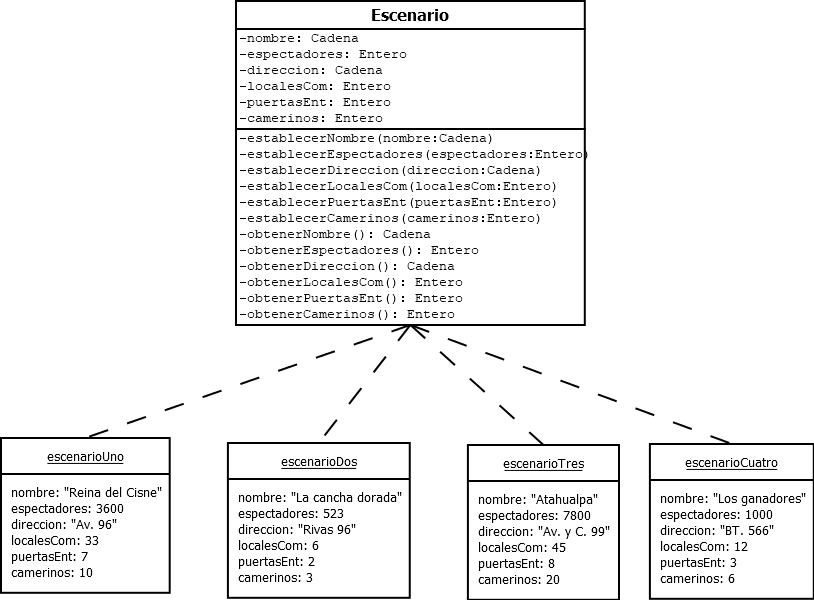 Escenario
-nombre: Cadena
-espectadores: Entero
-direccion: Cadena
-localesCom: Entero
-puertasEnt: Entero
-camerinos: Entero
-establecerNombre(nombre:Cadena)
-establecerEspectadores(espectadores:Entero)
-establecerDireccion(direccion:Cadena)
-establecerLocalesCom(localesCom:Entero)
-establecerPuertasEnt(puertasEnt:Entero)
-establecerCamerinos(camerinos:Entero)
-obtenerNombre(): Cadena
-obtenerEspectadores(): Entero
-obtenerDireccion(): Cadena
-obtenerLocalesCom(): Entero
-obtenerPuertasEnt(): Entero
-obtenerCamerinos(): Entero
escenarioUno
nombre: "Reina del Cisne"
espectadores: 3600
direccion: "Av. 96"
localesCom: 33
puertasEnt: 7
camerinos: 10
escenarioDos
nombre: "La cancha dorada"
espectadores: 523
direccion: "Rivas 96"
localesCom: 6
puertasEnt: 2
camerinos: 3
escenarioTres
nombre: "Atahualpa"
espectadores: 7800
direccion: "Av. y C. 99"
localesCom: 45
puertasEnt: 8
camerinos: 20
escenarioCuatro
nombre: "Los ganadores"
espectadores: 1000
direccion: "BT. 566"
localesCom: 12
puertasEnt: 3
camerinos: 6